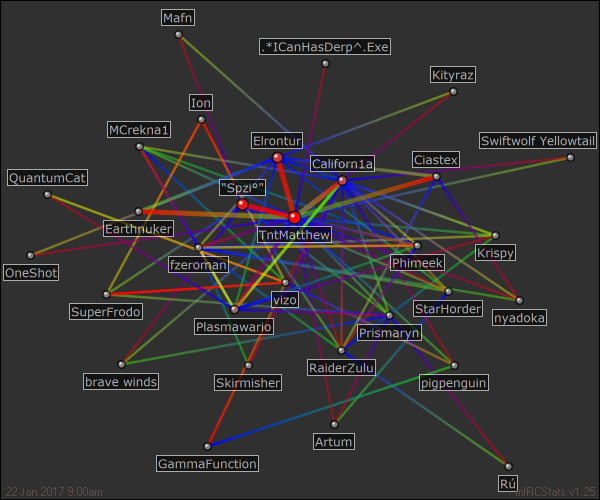 Mafn
.*ICanHasDerp^.Exe
Kityraz
Ion
MCrekna1
Elrontur
Swiftwolf Yellowtail
Californ1a
Ciastex
QuantumCat
"Spzi°"
Earthnuker
TntMatthew
Krispy
OneShot
fzeroman
Phimeek
vizo
SuperFrodo
StarHorder
nyadoka
Plasmawario
Prismaryn
RaiderZulu
brave winds
Skirmisher
pigpenguin
Artum
GammaFunction
Rú
22 Jan 2017 9:00am
mIRCStats v1.25